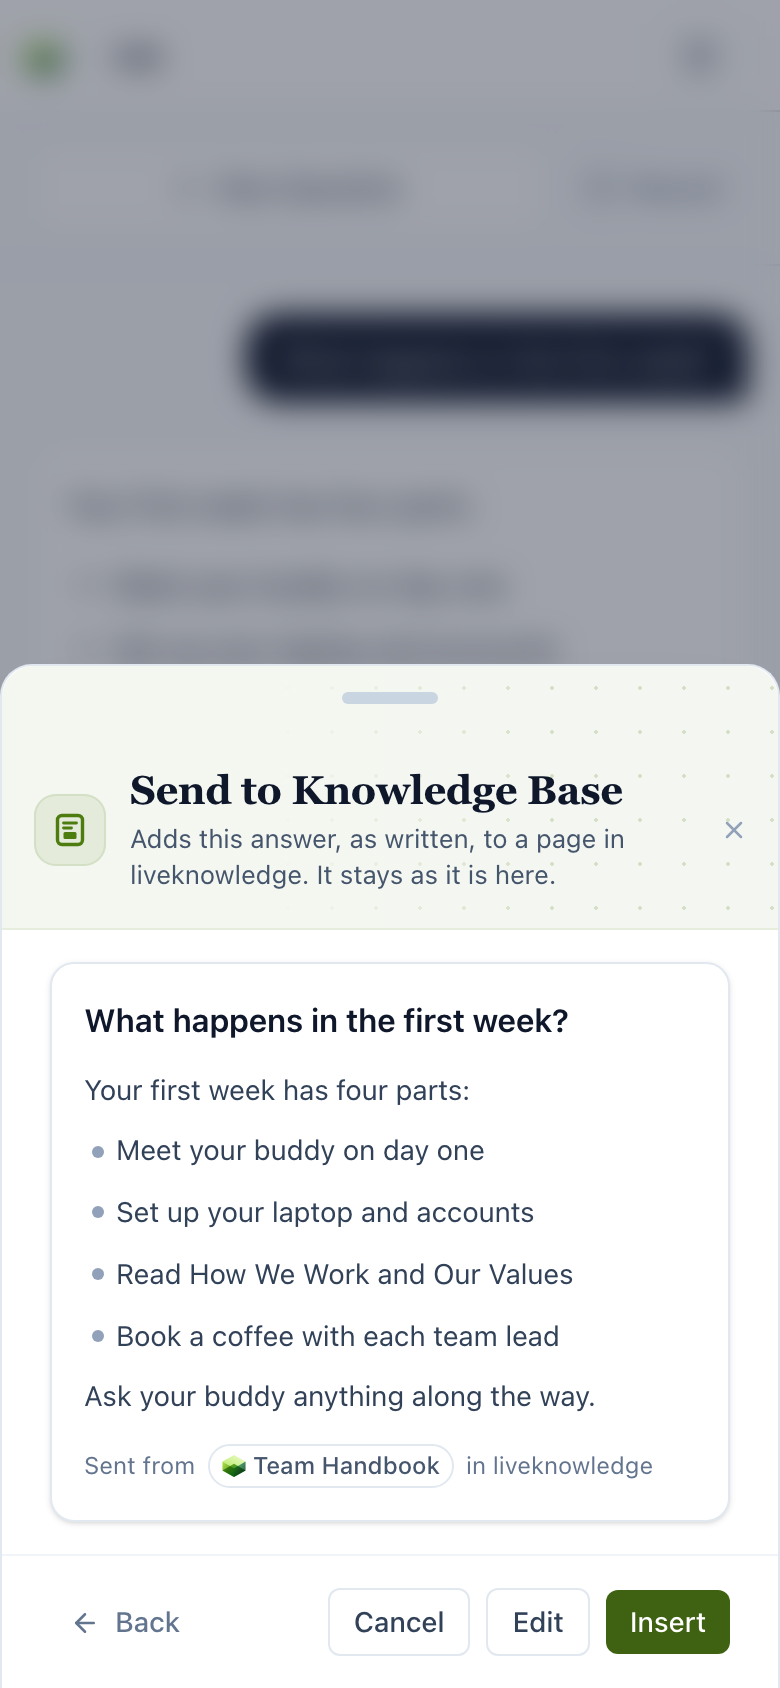 Send to Knowledge Base
Adds this answer, as written, to a page in
liveknowledge. It stays as it is here.
What happens in the first week?
Your first week has four parts:
Meet your buddy on day one
Set up your laptop and accounts
Read How We Work and Our Values
Book a coffee with each team lead
Ask your buddy anything along the way.
Sent from Team Handbook in liveknowledge
Back Cancel Edit Insert